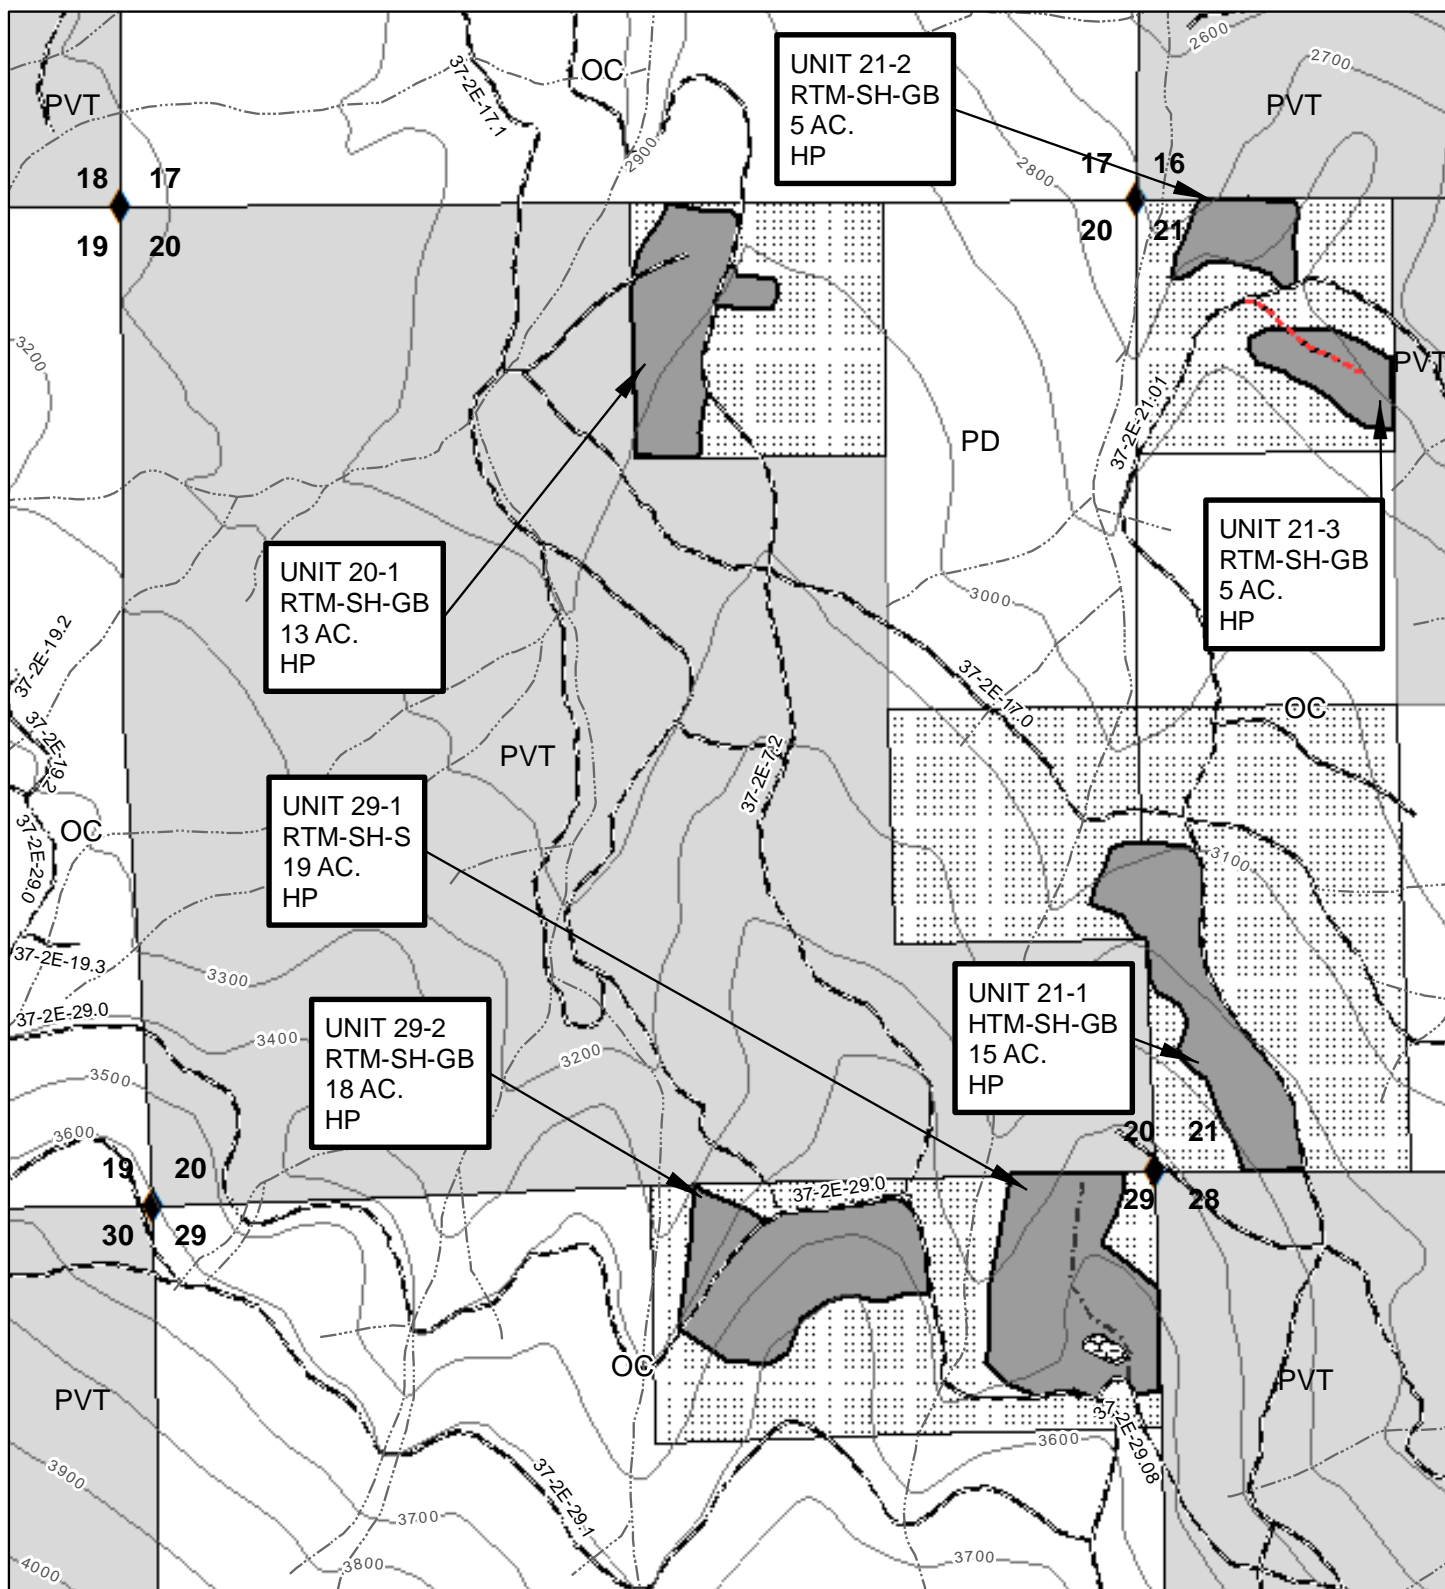 2600
2700
OC
UNIT 21-2
RTM-SH-GB
5 AC.
HP
PVT
PVT
37-2E-17.1
2900
2800
17
16
18
17
19
20
20
21
3200
PVT
37-2E-21.01
PD
UNIT 21-3
RTM-SH-GB
5 AC.
HP
UNIT 20-1
RTM-SH-GB
13 AC.
HP
3000
37-2E-19.2
37-2E-17.0
OC
37-2E-19.2
PVT
37-2E-7.2
UNIT 29-1
RTM-SH-S
19 AC.
HP
OC
37-2E-29.0
3100
37-2E-19.3
3300
UNIT 21-1
HTM-SH-GB
15 AC.
HP
37-2E-29.0
UNIT 29-2
RTM-SH-GB
18 AC.
HP
3400
3200
3500
3600
19
20
20
21
37-2E-29.0
29
28
30
29
OC
PVT
PVT
37-2E-29.08
3600
3900
37-2E-29.1
3700
3700
3800
4000